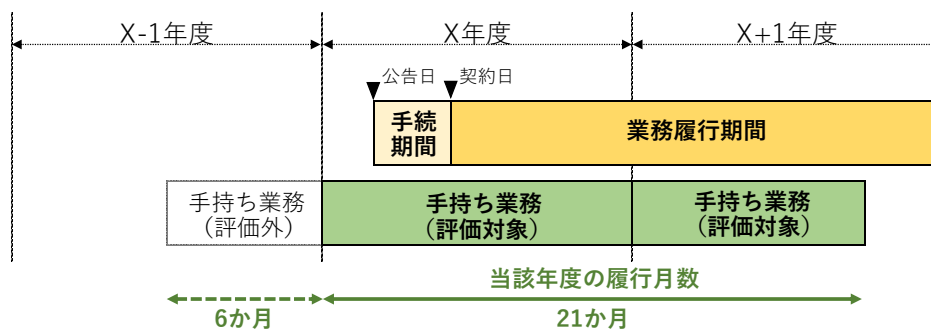 X-1年度
X年度
X+1年度
公告日
契約日
手続
期間
業務履行期間
手持ち業務
（評価外）
手持ち業務
（評価対象）
手持ち業務
（評価対象）
当該年度の履行月数
6か月
21か月